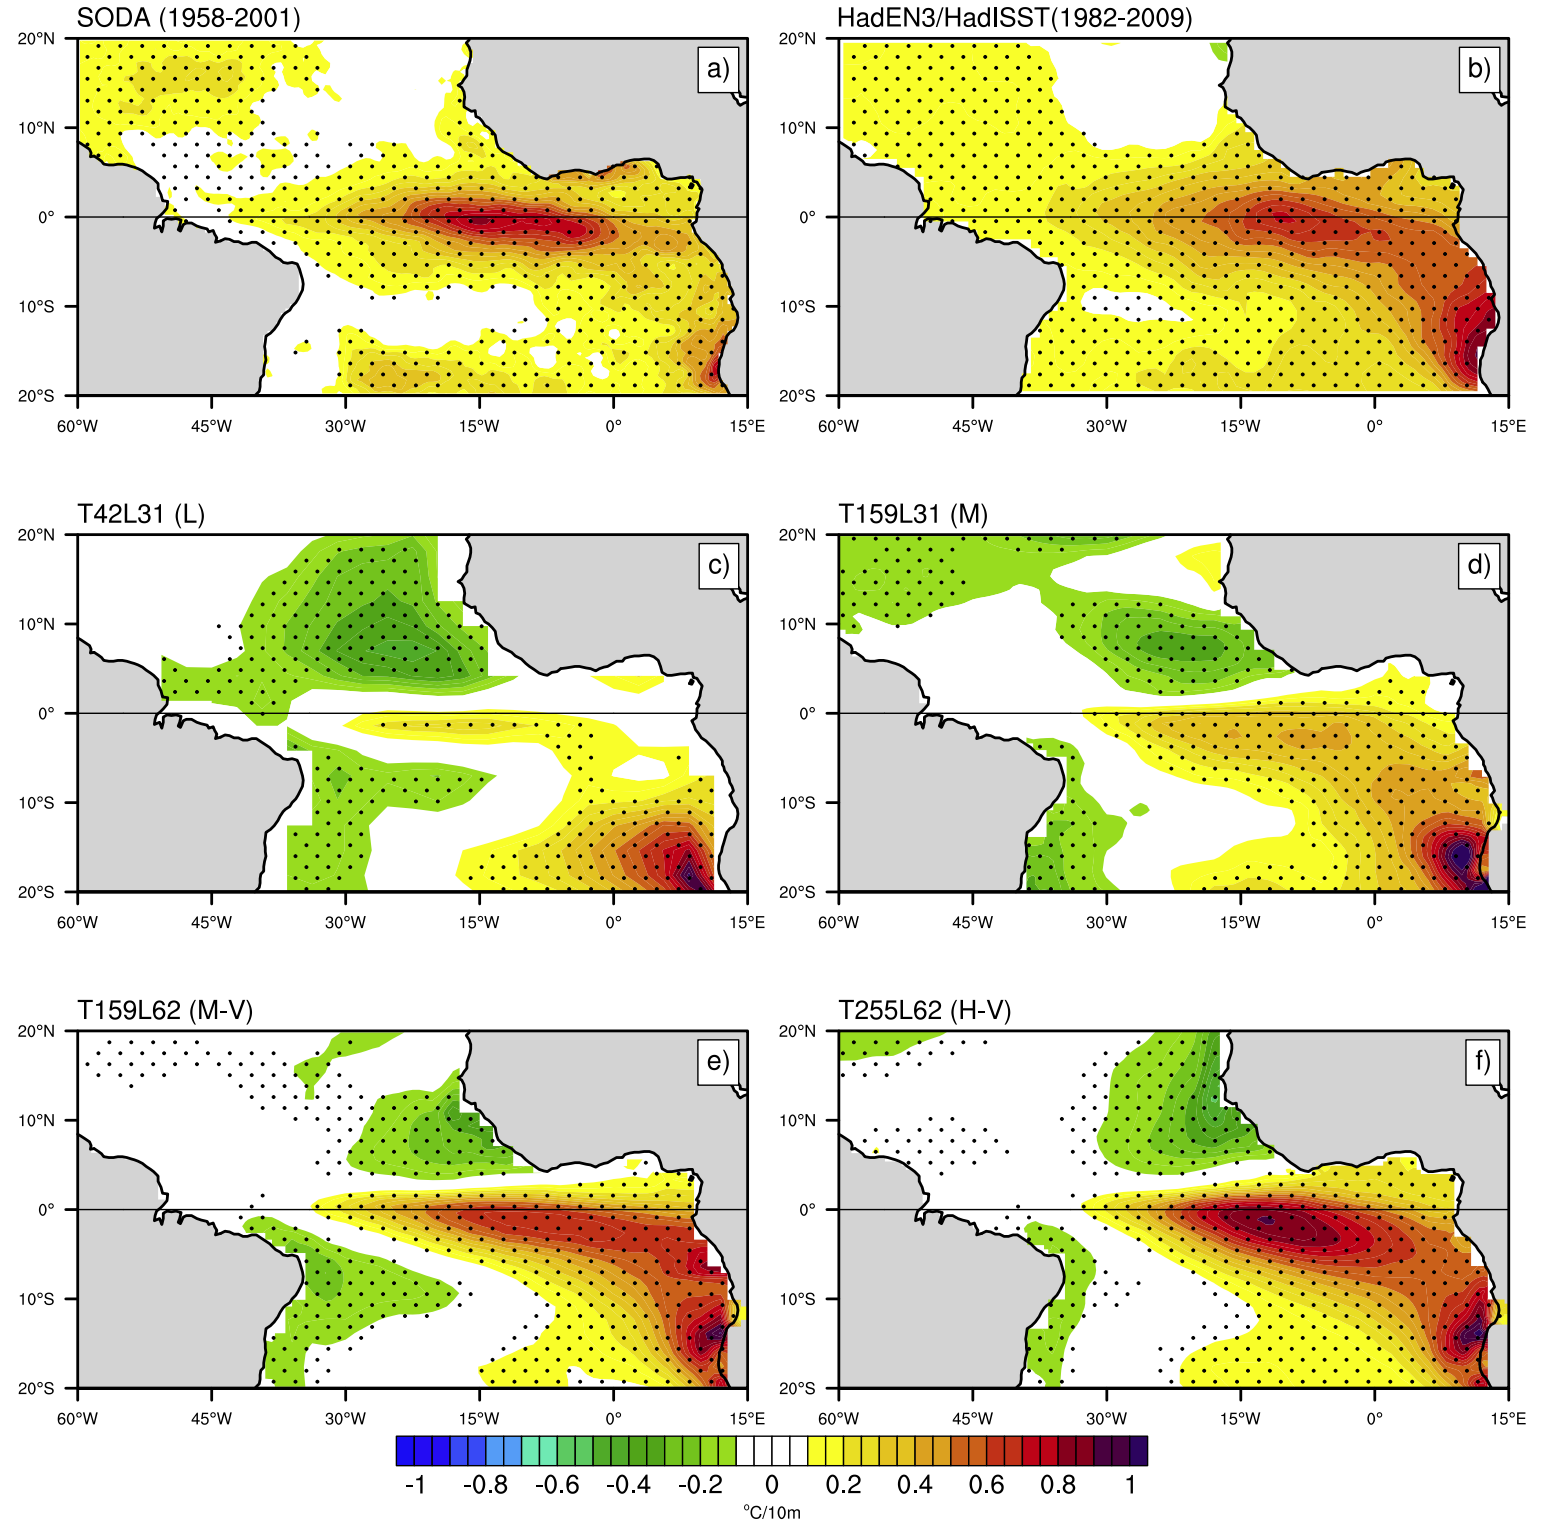 SODA (1958-2001)
HadEN3/HadISST(1982-2009)
20°N
10°N
0°
10°S
20°S
60°W 45°W 30°W 15°W 0° 15°E
a)
20°N
10°N
0°
10°S
20°S
60°W 45°W 30°W 15°W 0° 15°E
b)
T42L31 (L)
T159L31 (M)
20°N
10°N
0°
10°S
20°S
60°W 45°W 30°W 15°W 0° 15°E
c)
20°N
10°N
0°
10°S
20°S
60°W 45°W 30°W 15°W 0° 15°E
d)
T159L62 (M-V)
T255L62 (H-V)
20°N
10°N
0°
10°S
20°S
60°W 45°W 30°W 15°W 0° 15°E
e)
20°N
10°N
0°
10°S
20°S
60°W 45°W 30°W 15°W 0° 15°E
f)
-1 -0.8 -0.6 -0.4 -0.2 0 0.2 0.4 0.6 0.8 1
°C/10m